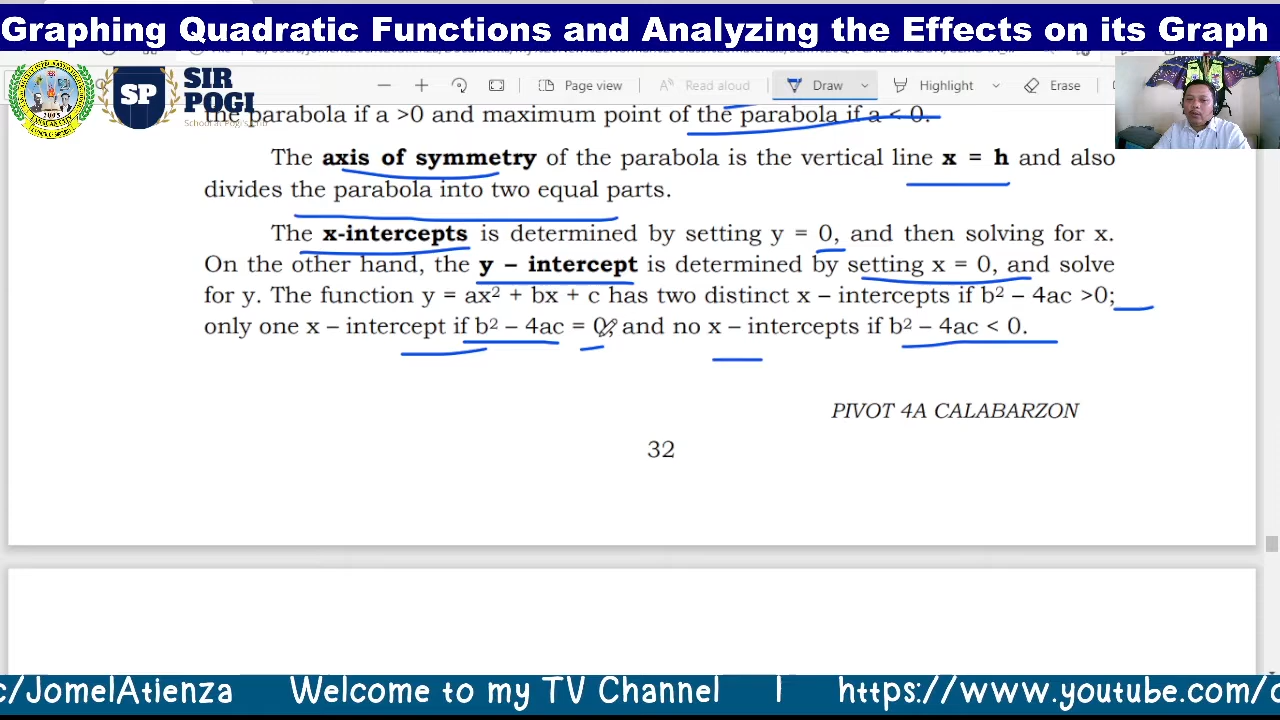 Graphing Quadratic Functions and Analyzing the Effects on its Graph
SIR
POGI
SP
Page view
Read aloud
Draw
Highlight
Erase
the parabola if a >0 and maximum point of the parabola if a < 0.
The axis of symmetry of the parabola is the vertical line x = h and also
divides the parabola into two equal parts.
The x-intercepts is determined by setting y = 0, and then solving for x.
On the other hand, the y – intercept is determined by setting x = 0, and solve
for y. The function y = ax² + bx + c has two distinct x – intercepts if b² – 4ac >0;
only one x – intercept if b² – 4ac = 0; and no x – intercepts if b² – 4ac < 0.
PIVOT 4A CALABARZON
32
c/JomelAtienza Welcome to my TV Channel | https://www.youtube.com/c